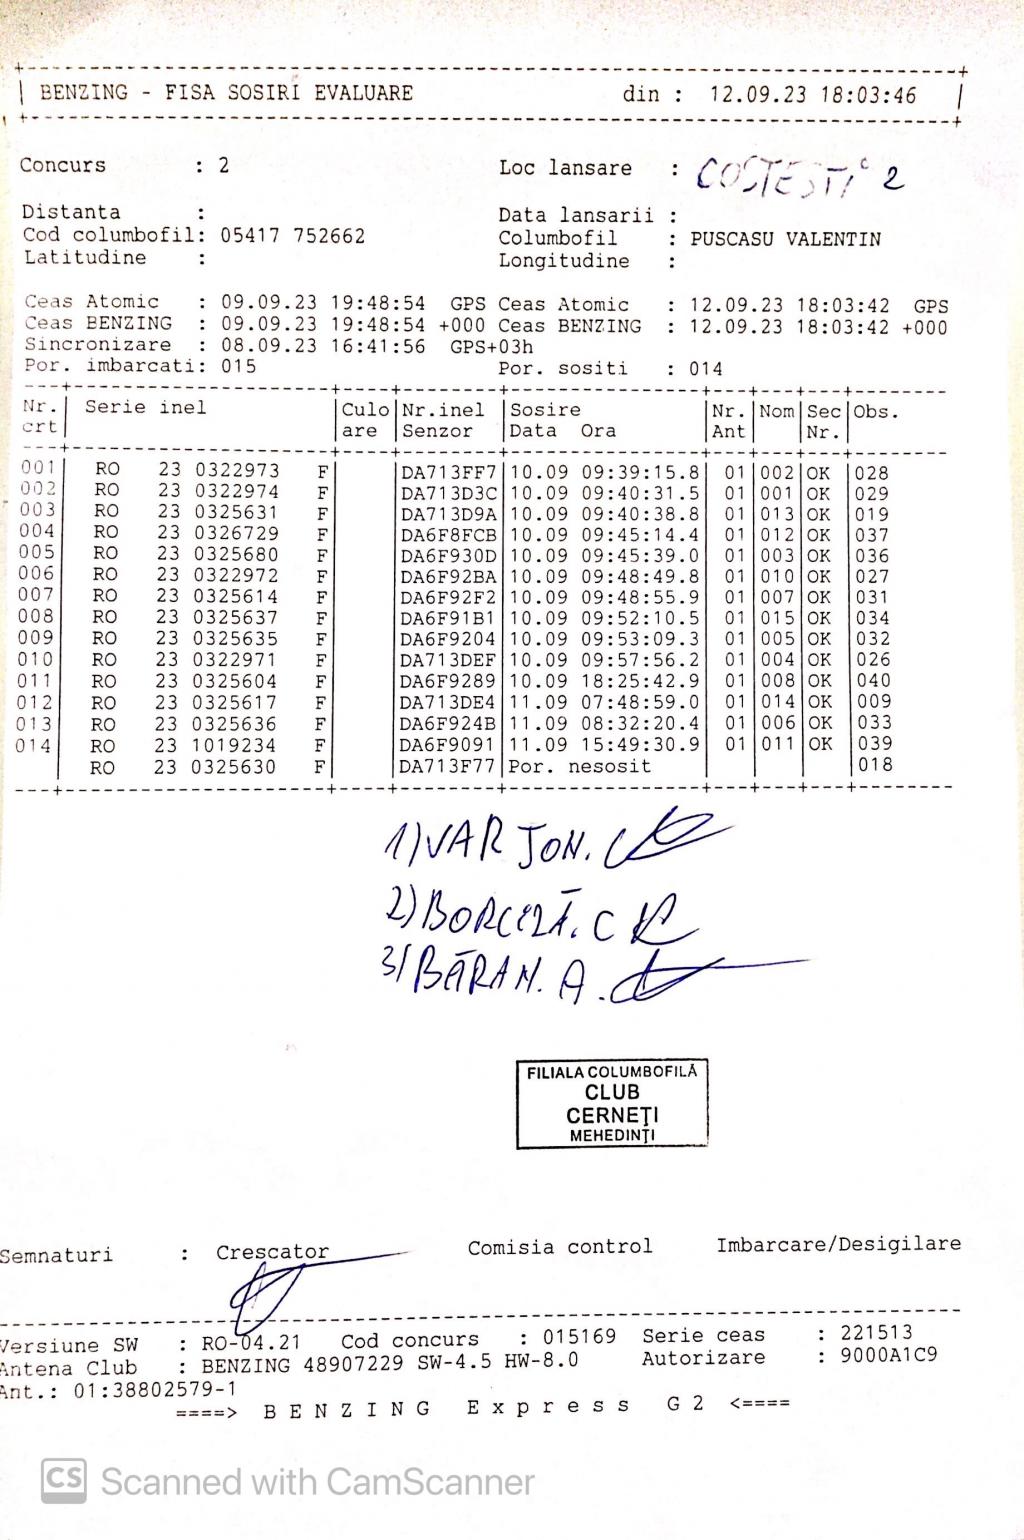 BENZING - FISA SOSIRI EVALUARE din : 12.09.23 18:03:46
Concurs : 2 Loc lansare : COSTESTI 2
Distanta : Data lansarii :
Cod columbofil: 05417 752662 Columbofil : PUSCASU VALENTIN
Latitudine : Longitudine :
Ceas Atomic : 09.09.23 19:48:54 GPS Ceas Atomic : 12.09.23 18:03:42 GPS
Ceas BENZING : 09.09.23 19:48:54 +000 Ceas BENZING : 12.09.23 18:03:42 +000
Sincronizare : 08.09.23 16:41:56 GPS+03h
Por. imbarcati: 015 Por. sositi : 014
Nr. Serie inel Culo Nr.inel Sosire Nr. Nom Sec Obs.
crt are Senzor Data Ora Ant Nr.
001 RO 23 0322973 F DA713FF7 10.09 09:39:15.8 01 002 OK 028
002 RO 23 0322974 F DA713D3C 10.09 09:40:31.5 01 001 OK 029
003 RO 23 0325631 F DA713D9A 10.09 09:40:38.8 01 013 OK 019
004 RO 23 0326729 F DA6F8FCB 10.09 09:45:14.4 01 012 OK 037
005 RO 23 0325680 F DA6F930D 10.09 09:45:39.0 01 003 OK 036
006 RO 23 0322972 F DA6F92BA 10.09 09:48:49.8 01 010 OK 027
007 RO 23 0325614 F DA6F92F2 10.09 09:48:55.9 01 007 OK 031
008 RO 23 0325637 F DA6F91B1 10.09 09:52:10.5 01 015 OK 034
009 RO 23 0325635 F DA6F9204 10.09 09:53:09.3 01 005 OK 032
010 RO 23 0322971 F DA713DEF 10.09 09:57:56.2 01 004 OK 026
011 RO 23 0325604 F DA6F9289 10.09 18:25:42.9 01 008 OK 040
012 RO 23 0325617 F DA713DE4 11.09 07:48:59.0 01 014 OK 009
013 RO 23 0325636 F DA6F924B 11.09 08:32:20.4 01 006 OK 033
014 RO 23 1019234 F DA6F9091 11.09 15:49:30.9 01 011 OK 039
RO 23 0325630 F DA713F77 Por. nesosit 018
1) VAR JON.
2) C
3) BĂRAN. A.
FILIALA COLUMBOFILĂ
CLUB
CERNEȚI
MEHEDINȚI
Semnaturi : Crescator Comisia control Imbarcare/Desigilare
Versiune SW : RO-04.21 Cod concurs : 015169 Serie ceas : 221513
Antena Club : BENZING 48907229 SW-4.5 HW-8.0 Autorizare : 9000A1C9
Ant.: 01:38802579-1
====> BENZING Express G2 <====
CS Scanned with CamScanner